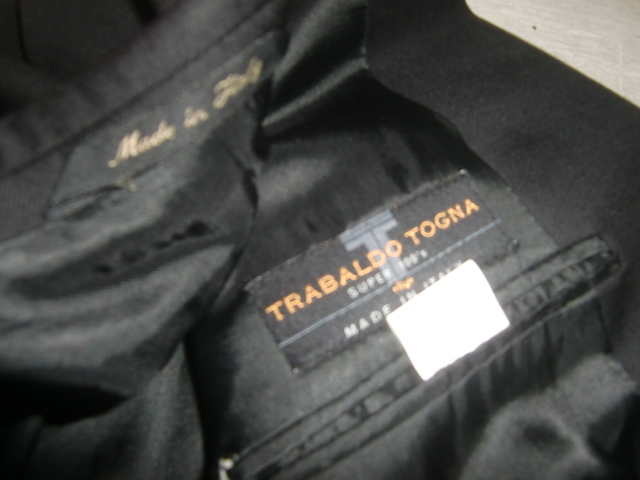 Made in Italy
TRABALDO TOGNA
SUPER 100's
MADE IN ITALY